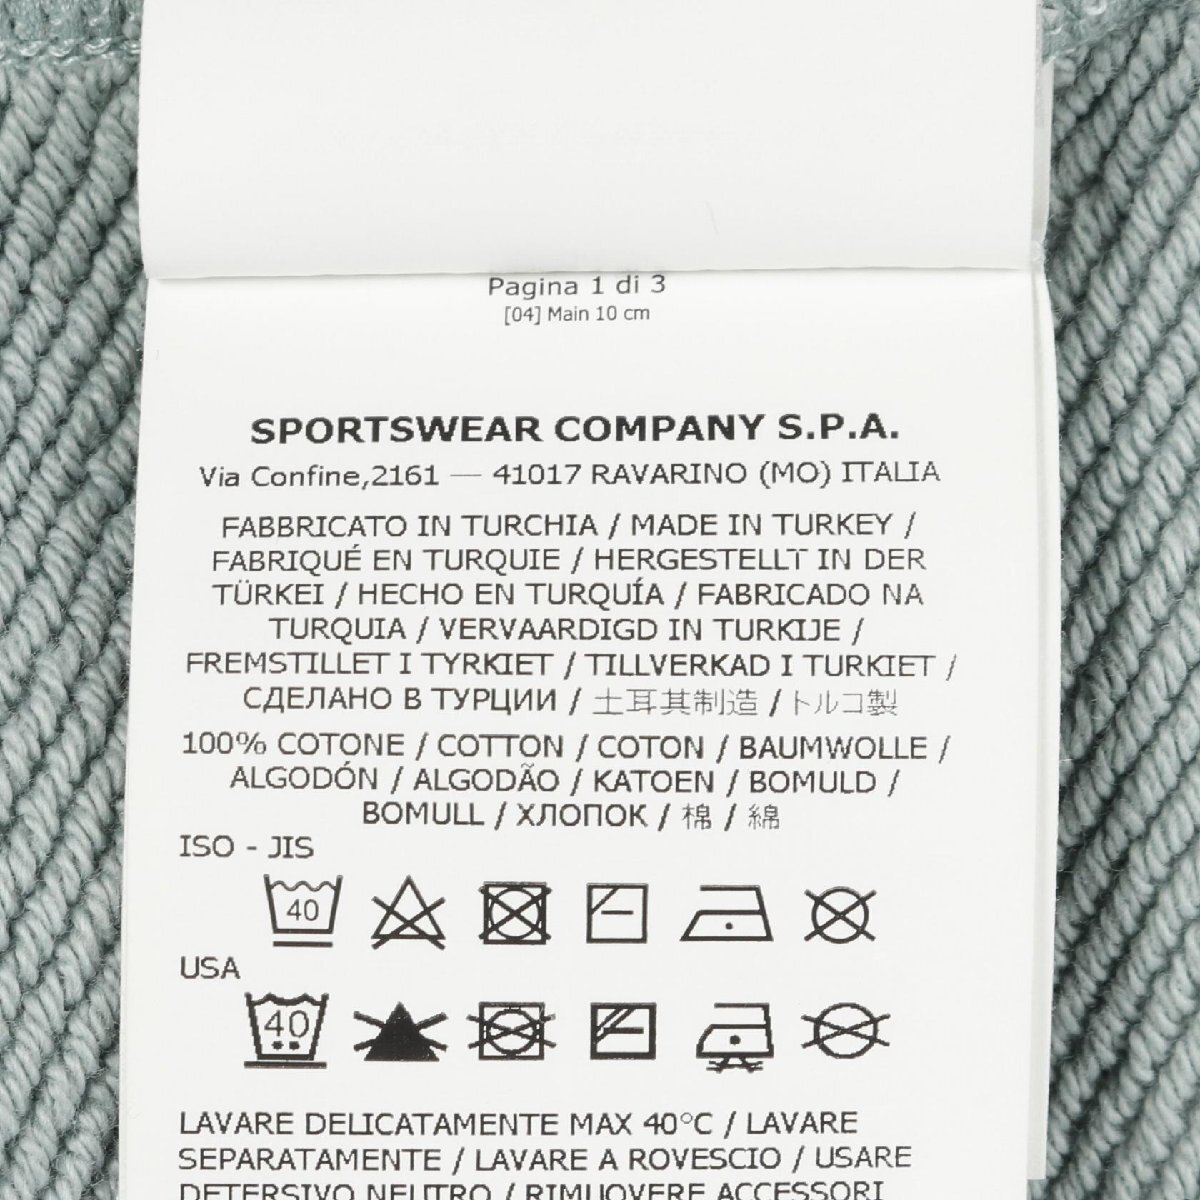 Pagina 1 di 3
[04] Main 10 cm
SPORTSWEAR COMPANY S.P.A.
Via Confine,2161 — 41017 RAVARINO (MO) ITALIA
FABBRICATO IN TURCHIA / MADE IN TURKEY /
FABRIQUÉ EN TURQUIE / HERGESTELLT IN DER
TÜRKEI / HECHO EN TURQUÍA / FABRICADO NA
TURQUIA / VERVAARDIGD IN TURKIJE /
FREMSTILLET I TYRKIET / TILLVERKAD I TURKIET /
СДЕЛАНО В ТУРЦИИ / 土耳其制造 / トルコ製
100% COTONE / COTTON / COTON / BAUMWOLLE /
ALGODÓN / ALGODÃO / KATOEN / BOMULD /
BOMULL / ХЛОПОК / 棉 / 綿
ISO - JIS
40
USA
40
LAVARE DELICATAMENTE MAX 40°C / LAVARE
SEPARATAMENTE / LAVARE A ROVESCIO / USARE
DETERSIVO NEUTRO / RIMUOVERE ACCESSORI